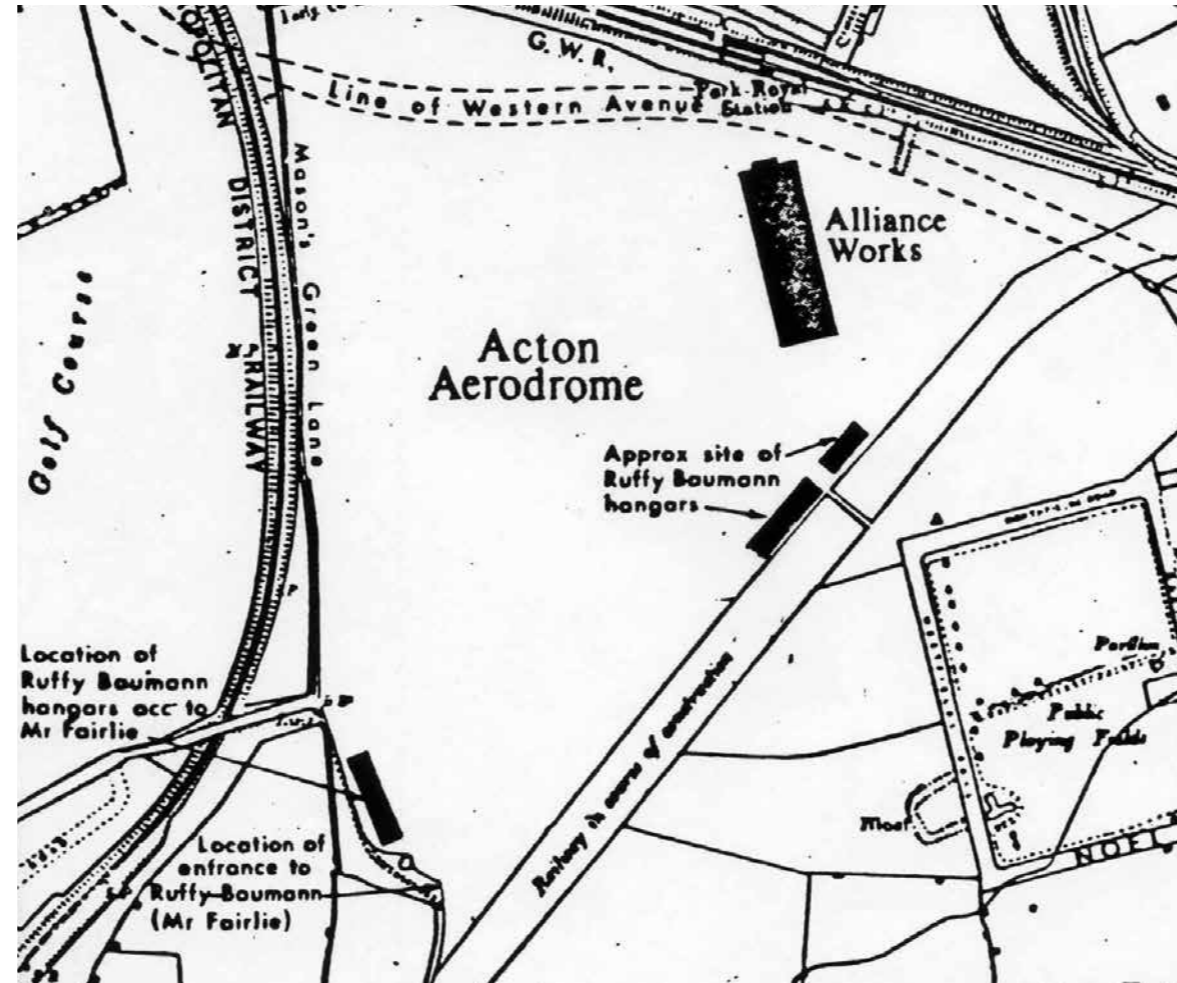 G. W. R.
Line of Western Avenue
Park Royal
Station
OPOLITAN
DISTRICT
RAILWAY
Mason's Green Lane
Golf Course
Alliance
Works
Acton
Aerodrome
Approx site of
Ruffy Baumann
hangars
Location of
Ruffy Baumann
hangars acc to
Mr Fairlie
Location of
entrance to
Ruffy Baumann
(Mr Fairlie)
Railway in course of construction
Pavilion
Public
Playing Fields
Moat
NOEL